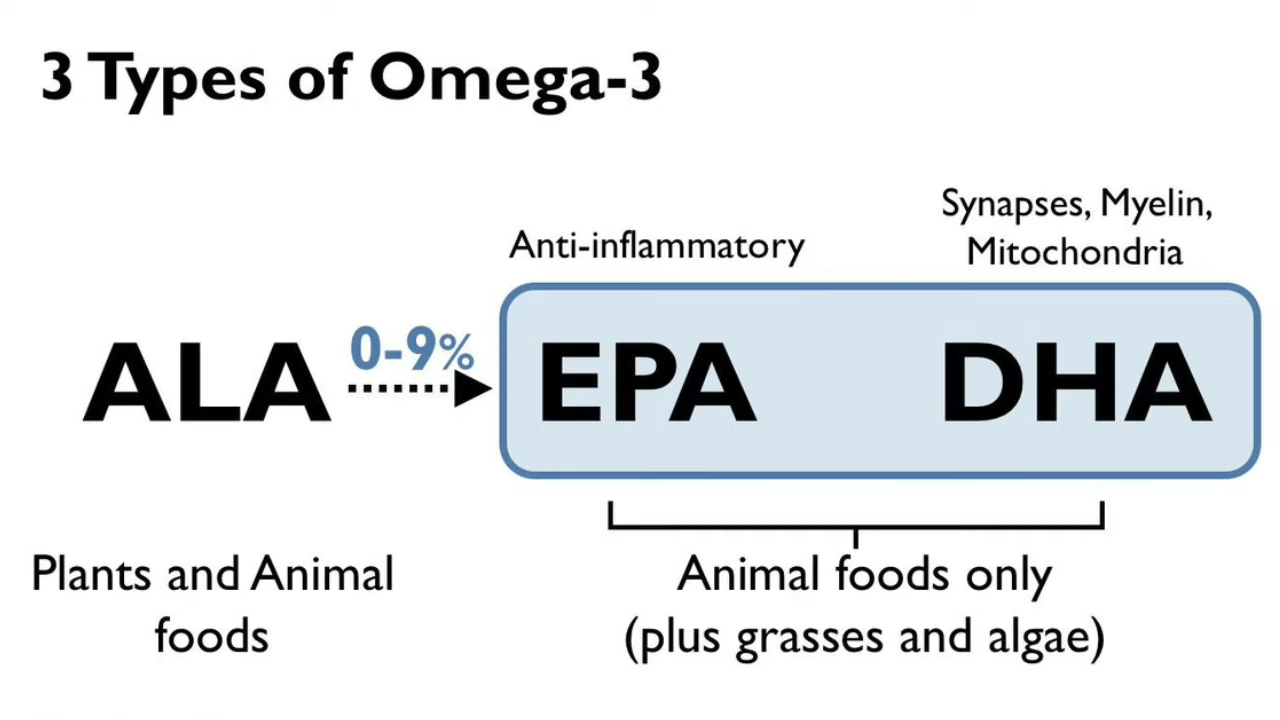 3 Types of Omega-3
Synapses, Myelin,
Mitochondria
Anti-inflammatory
ALA
0-9%
EPA
DHA
Plants and Animal
foods
Animal foods only
(plus grasses and algae)